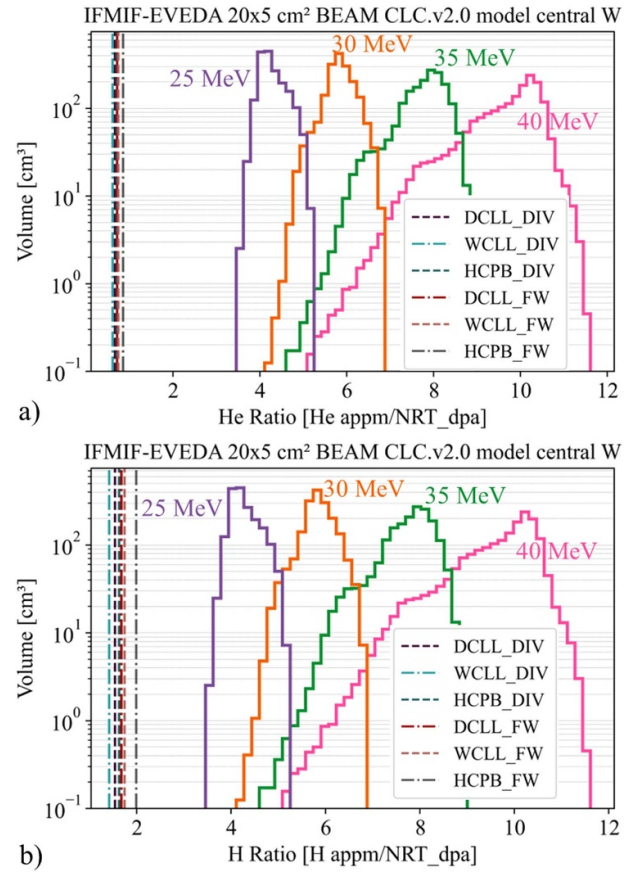 IFMIF-EVEDA 20x5 cm² BEAM CLC.v2.0 model central W
25 MeV
30 MeV
35 MeV
40 MeV
Volume [cm³]
10²
10¹
10⁰
10⁻¹
DCLL_DIV
WCLL_DIV
HCPB_DIV
DCLL_FW
WCLL_FW
HCPB_FW
2 4 6 8 10 12
He Ratio [He appm/NRT_dpa]
a)
IFMIF-EVEDA 20x5 cm² BEAM CLC.v2.0 model central W
25 MeV
30 MeV
35 MeV
40 MeV
Volume [cm³]
10²
10¹
10⁰
10⁻¹
DCLL_DIV
WCLL_DIV
HCPB_DIV
DCLL_FW
WCLL_FW
HCPB_FW
2 4 6 8 10 12
H Ratio [H appm/NRT_dpa]
b)